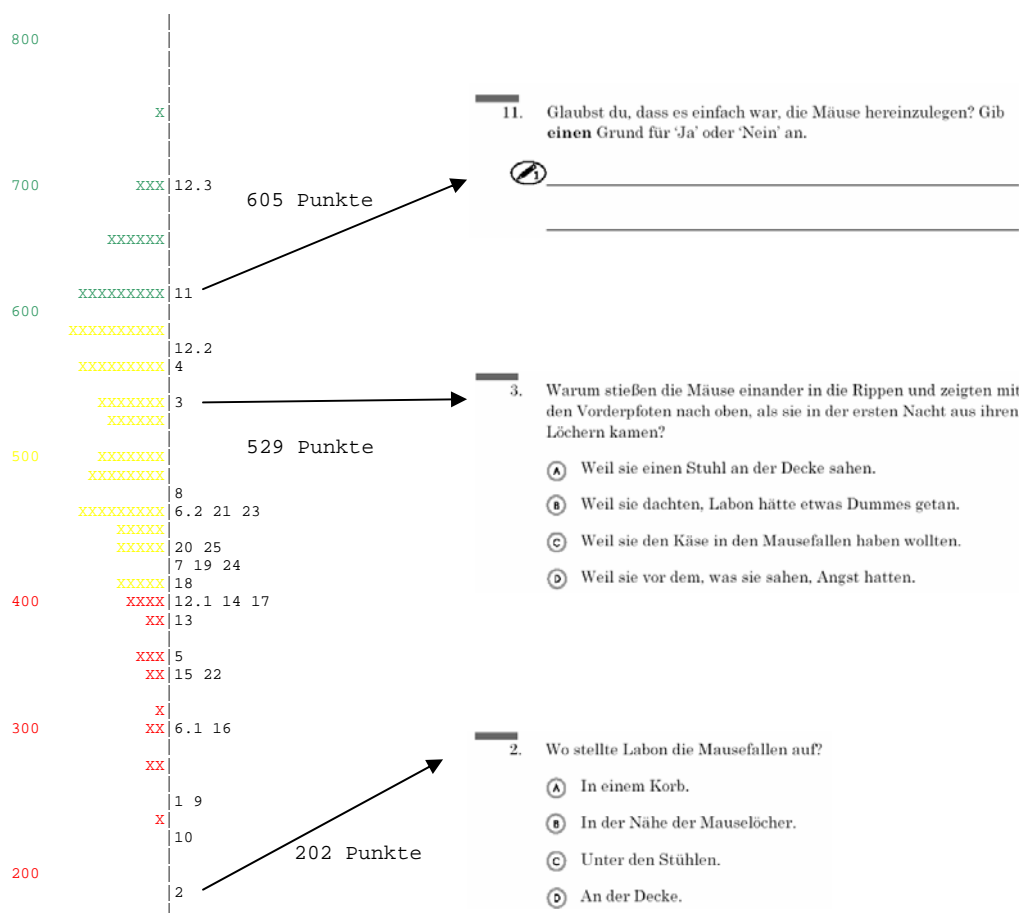 800
X
700 XXX|12.3
605 Punkte
XXXXXX
XXXXXXXXX|11
600
XXXXXXXXXX
12.2
XXXXXXXXX|4
XXXXXXX|3
XXXXXX
529 Punkte
500 XXXXXXX
XXXXXXXX
8
XXXXXXXXX|6.2 21 23
XXXXX
XXXXX|20 25
7 19 24
XXXXX|18
400 XXXX|12.1 14 17
XX|13
XXX|5
XX|15 22
X
300 XX|6.1 16
XX
1 9
X
10
202 Punkte
200
2
11. Glaubst du, dass es einfach war, die Mäuse hereinzulegen? Gib
einen Grund für ‘Ja’ oder ‘Nein’ an.
1
3. Warum stießen die Mäuse einander in die Rippen und zeigten mit
den Vorderpfoten nach oben, als sie in der ersten Nacht aus ihren
Löchern kamen?
A Weil sie einen Stuhl an der Decke sahen.
B Weil sie dachten, Labon hätte etwas Dummes getan.
C Weil sie den Käse in den Mausefallen haben wollten.
D Weil sie vor dem, was sie sahen, Angst hatten.
2. Wo stellte Labon die Mausefallen auf?
A In einem Korb.
B In der Nähe der Mauselöcher.
C Unter den Stühlen.
D An der Decke.